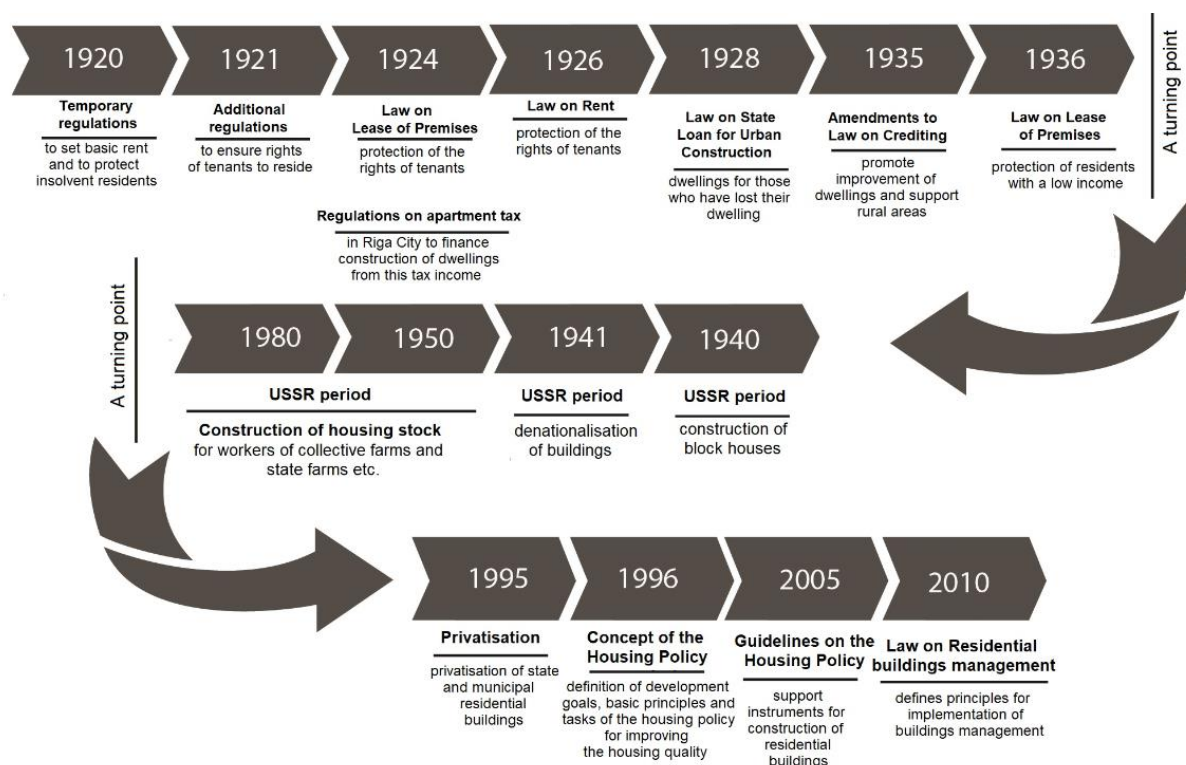 1920
1921
1924
1926
1928
1935
1936
A turning point
Temporary
regulations
to set basic rent
and to protect
insolvent residents
Additional
regulations
to ensure rights
of tenants to reside
Law on
Lease of Premises
protection of the
rights of tenants
Regulations on apartment tax
in Riga City to finance
construction of dwellings
from this tax income
Law on Rent
protection of the
rights of tenants
Law on State
Loan for Urban
Construction
dwellings for those
who have lost their
dwelling
Amendments to
Law on Crediting
promote
improvement of
dwellings and support
rural areas
Law on Lease
of Premises
protection of residents
with a low income
A turning point
1980
1950
1941
1940
USSR period
Construction of housing stock
for workers of collective farms and
state farms etc.
USSR period
denationalisation
of buildings
USSR period
construction of
block houses
1995
1996
2005
2010
Privatisation
privatisation of state
and municipal
residential
buildings
Concept of the
Housing Policy
definition of development
goals, basic principles and
tasks of the housing policy
for improving
the housing quality
Guidelines on the
Housing Policy
support
instruments for
construction of
residential
buildings
Law on Residential
buildings management
defines principles for
implementation of
buildings management